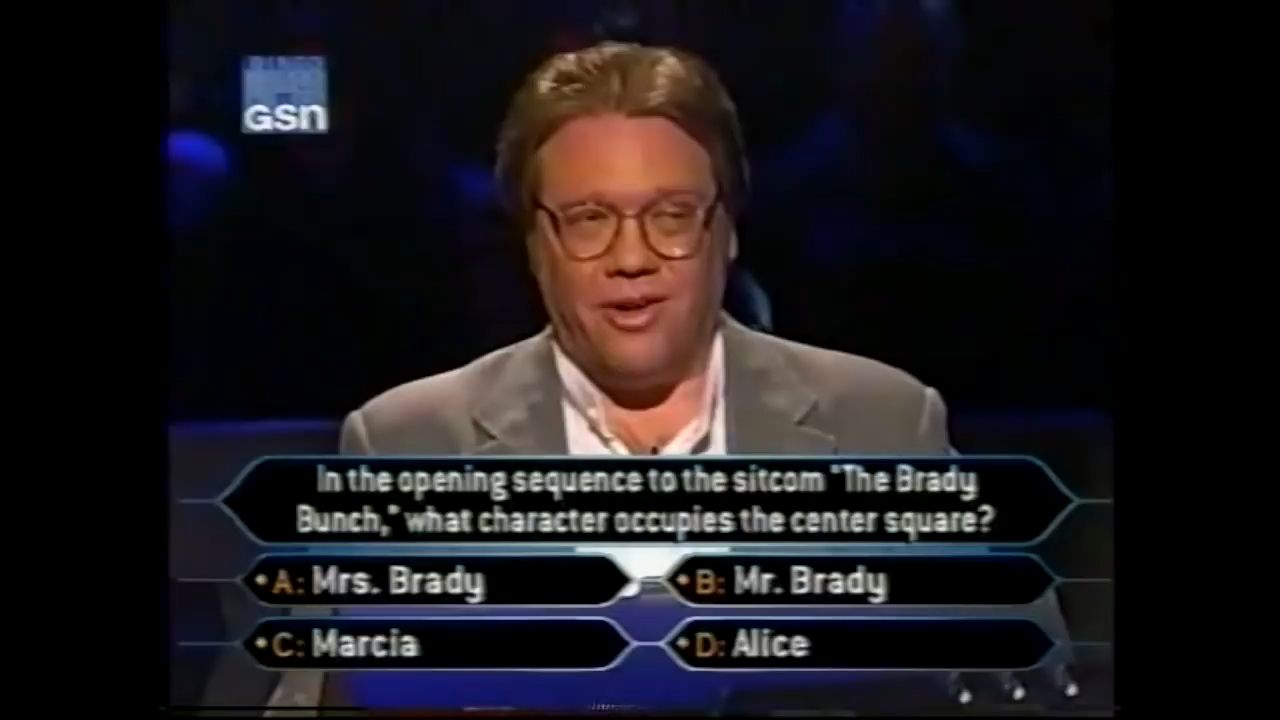 GSN
In the opening sequence to the sitcom "The Brady
Bunch," what character occupies the center square?
A: Mrs. Brady
B: Mr. Brady
C: Marcia
D: Alice